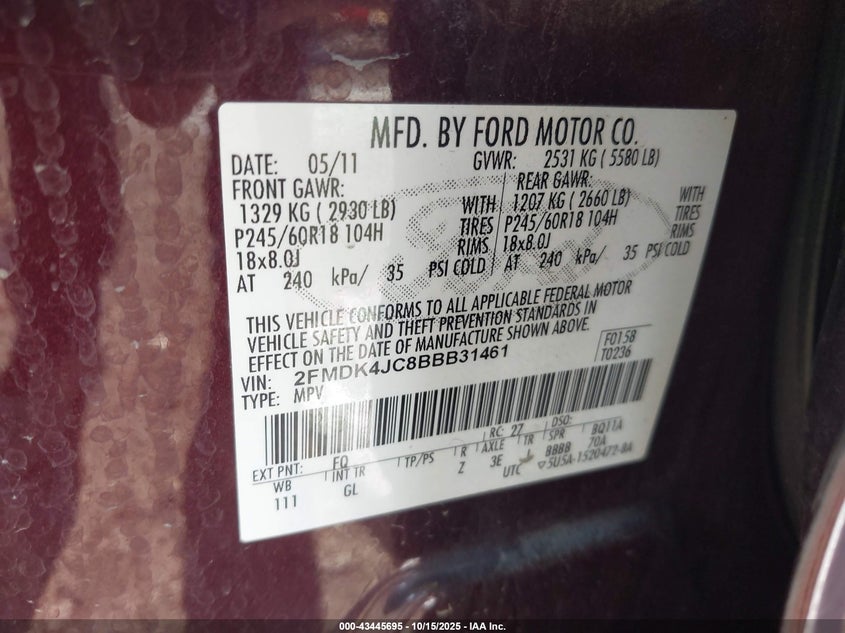 MFD. BY FORD MOTOR CO.
DATE: 05/11 GVWR: 2531 KG ( 5580 LB)
FRONT GAWR: REAR GAWR:
1329 KG ( 2930 LB) WITH 1207 KG ( 2660 LB) WITH
P245/60R18 104H TIRES P245/60R18 104H TIRES
18x8.0J RIMS 18x8.0J RIMS
AT 240 kPa/ 35 PSI COLD AT 240 kPa/ 35 PSI COLD
THIS VEHICLE CONFORMS TO ALL APPLICABLE FEDERAL MOTOR
VEHICLE SAFETY AND THEFT PREVENTION STANDARDS IN
EFFECT ON THE DATE OF MANUFACTURE SHOWN ABOVE.
F0158
T0236
VIN: 2FMDK4JC8BBB31461
TYPE: MPV
RC: 27 DSO:
EXT PNT: FQ BQ11A
WB INT TR TP/PS R AXLE TR SPR
111 GL Z 3E BBBB 70A
UTC 5U5A-1520472-BA
000-43445695 - 10/15/2025 - IAA Inc.